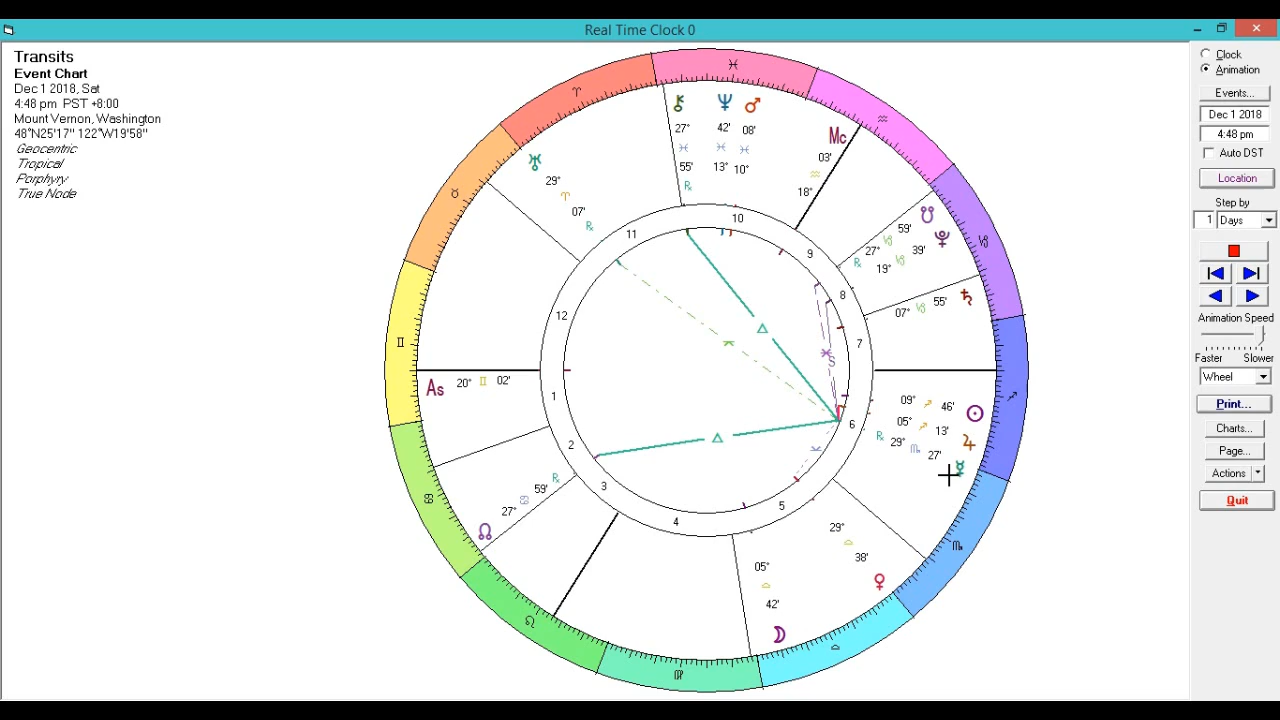 Real Time Clock 0
Transits
Event Chart
Dec 1 2018, Sat
4:48 pm PST +8:00
Mount Vernon, Washington
48°N25'17" 122°W19'58"
Geocentric
Tropical
Porphyry
True Node
♓
♈
♒
♉
♑
♊
♐
♋
♏
♌
♎
♍
⚷ ♆ ♂
27° 42' 08'
♓ ♓ ♓
55' 13° 10°
℞
Mc
03'
♒
18°
♅
29°
♈
07'
℞
☋
59'
♑
27°
℞
♇
39'
♑
19°
♄
55'
♑
07°
As 20° ♊ 02'
09° ♐ 46' ☉
05° ♐ 13' ♃
℞ 29° ♏ 27' ☿
℞
59'
♋
27°
☊
29°
♎
38'
♀
05°
♎
42'
☽
10
11
9
12
8
7
1
6
2
3
5
4
S
Clock
Animation
Events...
Dec 1 2018
4:48 pm
Auto DST
Location
Step by
1 Days
Animation Speed
Faster Slower
Wheel
Print...
Charts...
Page...
Actions
Quit